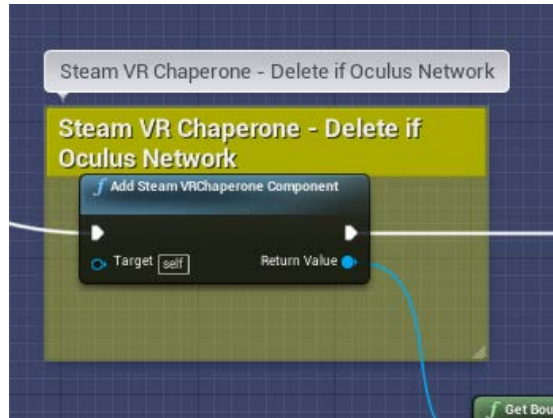 Steam VR Chaperone - Delete if Oculus Network
Steam VR Chaperone - Delete if
Oculus Network
f Add Steam VRChaperone Component
Target self Return Value
f Get Bou